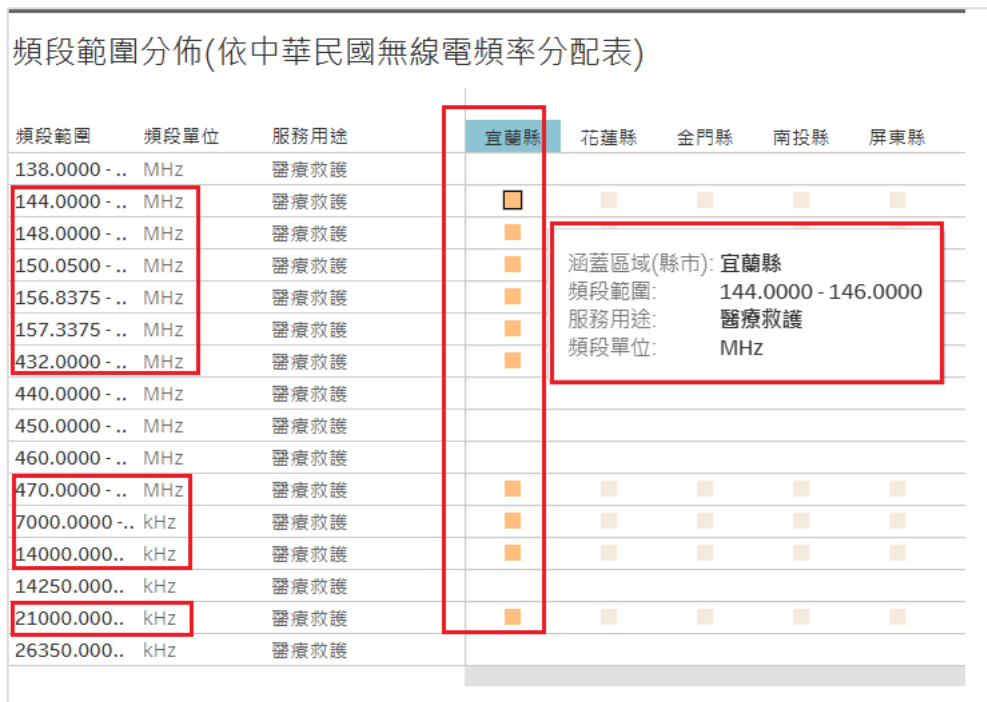 頻段範圍分佈(依中華民國無線電頻率分配表)
頻段範圍 頻段單位 服務用途 宜蘭縣 花蓮縣 金門縣 南投縣 屏東縣
138.0000 - .. MHz 醫療救護
144.0000 - .. MHz 醫療救護
148.0000 - .. MHz 醫療救護
150.0500 - .. MHz 醫療救護
156.8375 - .. MHz 醫療救護
157.3375 - .. MHz 醫療救護
432.0000 - .. MHz 醫療救護
440.0000 - .. MHz 醫療救護
450.0000 - .. MHz 醫療救護
460.0000 - .. MHz 醫療救護
470.0000 - .. MHz 醫療救護
7000.0000 -.. kHz 醫療救護
14000.000.. kHz 醫療救護
14250.000.. kHz 醫療救護
21000.000.. kHz 醫療救護
26350.000.. kHz 醫療救護
涵蓋區域(縣市): 宜蘭縣
頻段範圍: 144.0000 - 146.0000
服務用途: 醫療救護
頻段單位: MHz